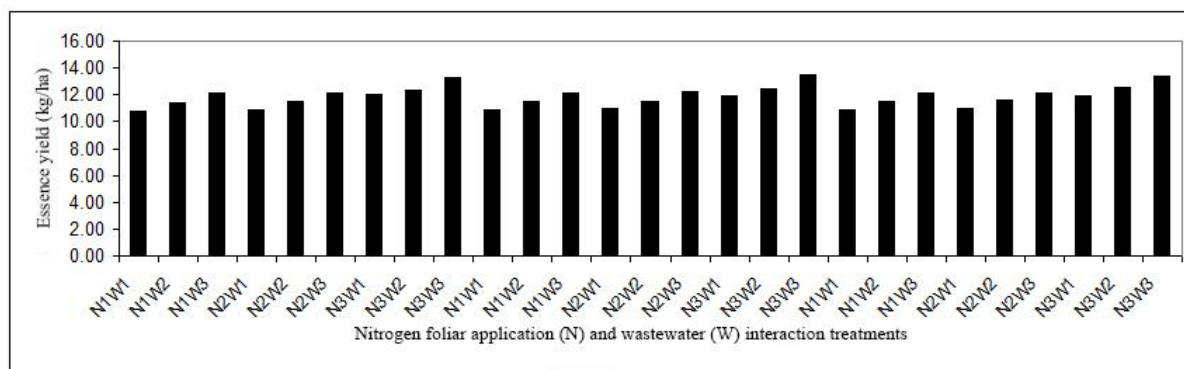 16.00
14.00
12.00
10.00
8.00
6.00
4.00
2.00
0.00
Essence yield (kg/ha)
N1W1
N1W2
N1W3
N2W1
N2W2
N2W3
N3W1
N3W2
N3W3
N1W1
N1W2
N1W3
N2W1
N2W2
N2W3
N3W1
N3W2
N3W3
N1W1
N1W2
N1W3
N2W1
N2W2
N2W3
N3W1
N3W2
N3W3
Nitrogen foliar application (N) and wastewater (W) interaction treatments